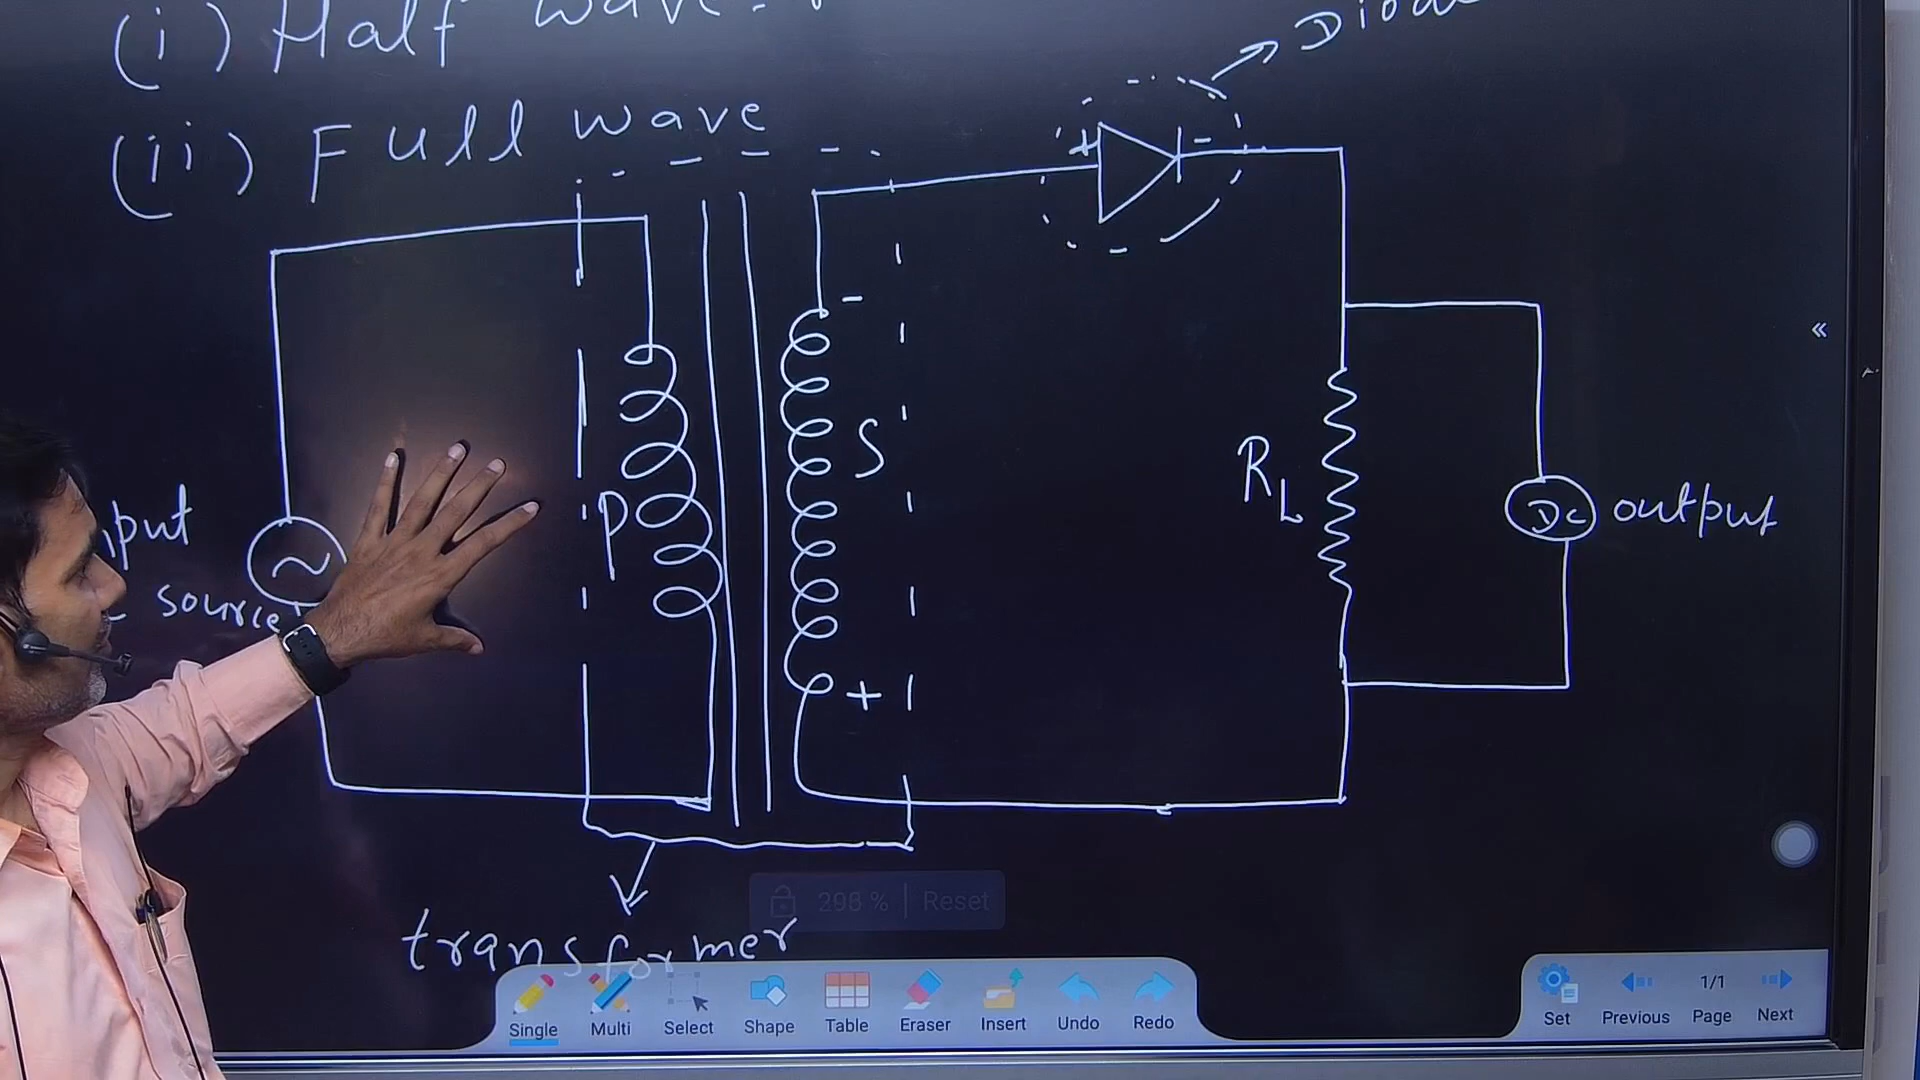 (i) Half wave
Diode
(ii) Full wave
+ -
-
S
P
RL
put
DC output
source
+
transformer
298 % | Reset
Single Multi Select Shape Table Eraser Insert Undo Redo
Set Previous 1/1 Page Next